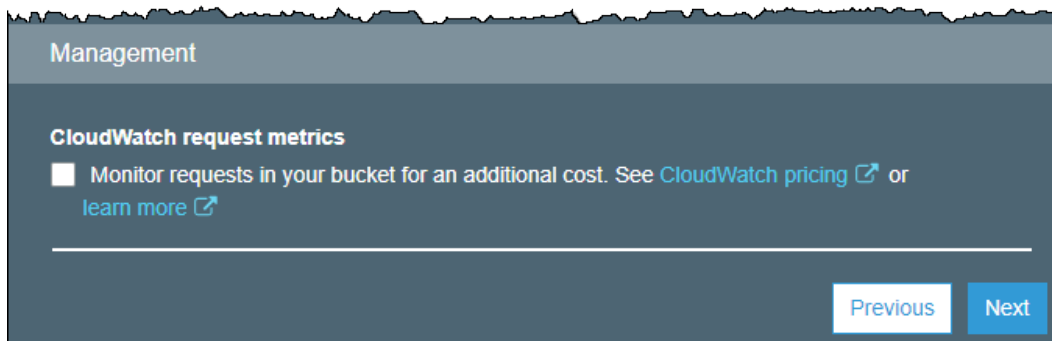 Management
CloudWatch request metrics
Monitor requests in your bucket for an additional cost. See CloudWatch pricing or
learn more
Previous Next